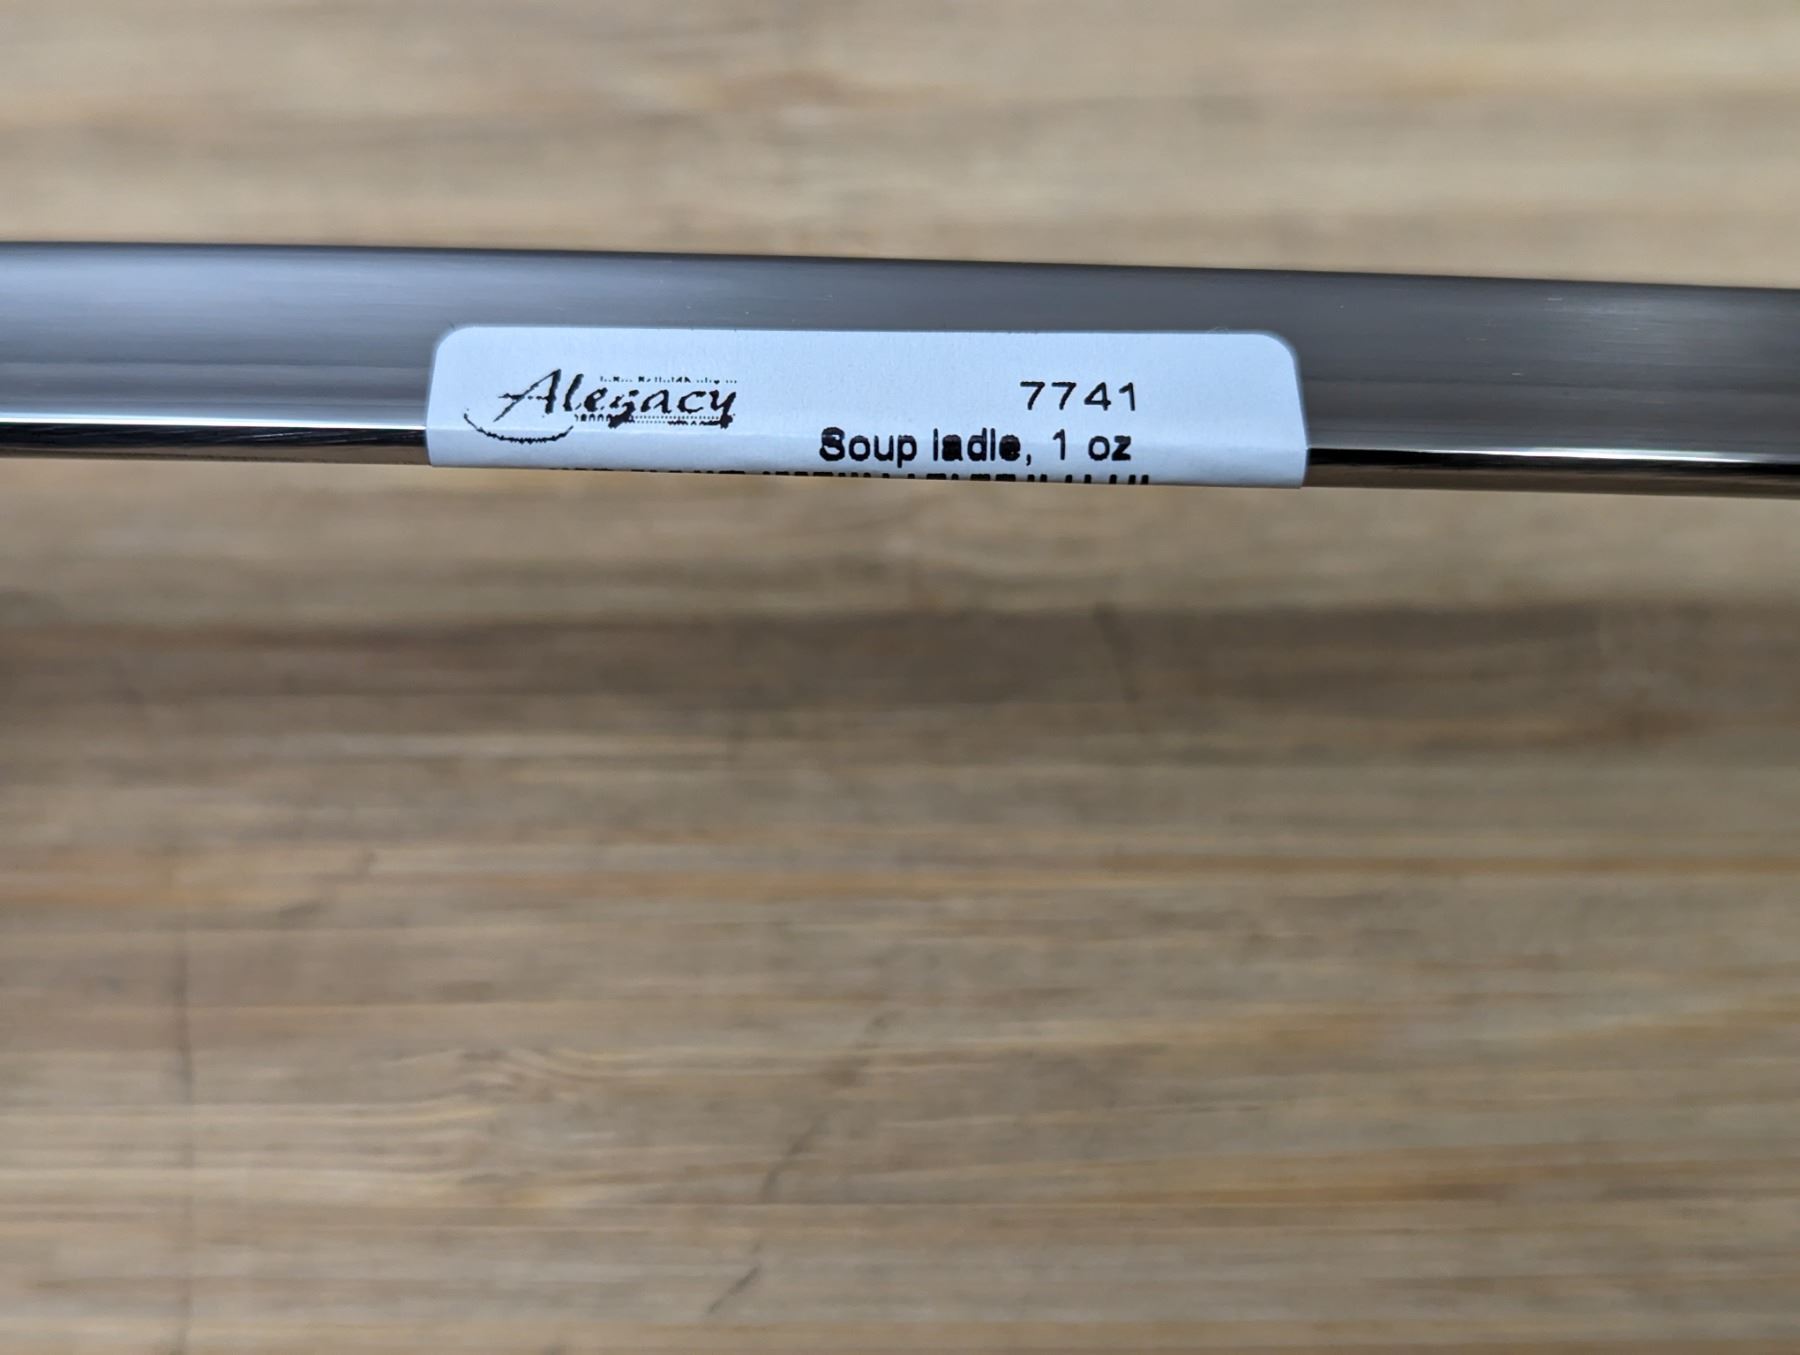 Alegacy
7741
Soup ladle, 1 oz